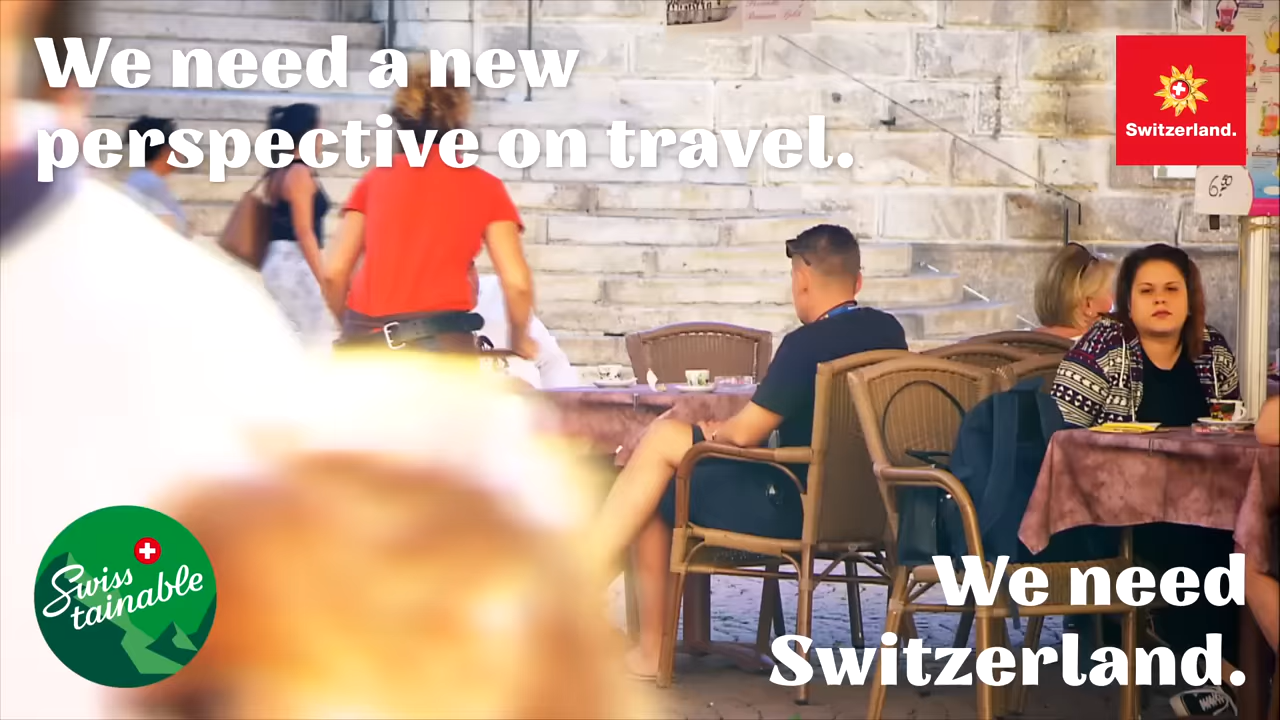 We need a new
perspective on travel.
Switzerland.
6.50
Swiss
tainable
We need
Switzerland.